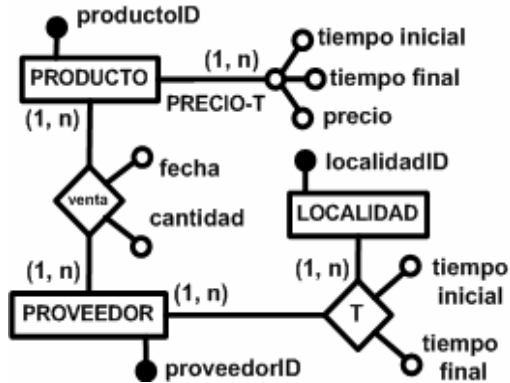 productoID
PRODUCTO
(1, n)
PRECIO-T
tiempo inicial
tiempo final
precio
(1, n)
venta
fecha
cantidad
localidadID
LOCALIDAD
(1, n)
(1, n)
PROVEEDOR
(1, n)
T
tiempo
inicial
tiempo
final
proveedorID